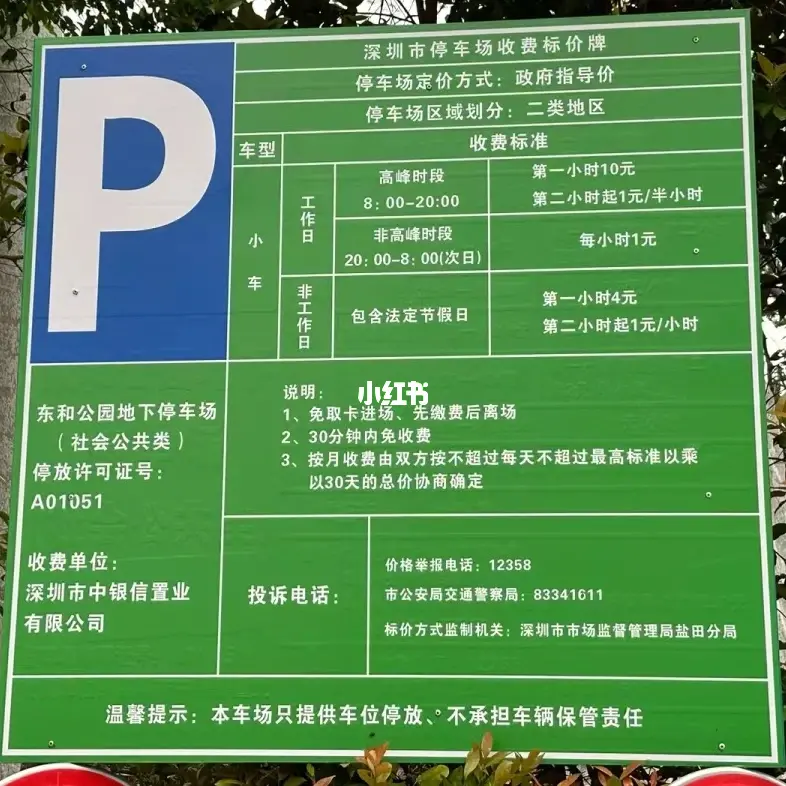 P
深圳市停车场收费标价牌
停车场定价方式：政府指导价
停车场区域划分：二类地区
车型
收费标准
小车
工作日
高峰时段
8：00-20:00
第一小时10元
第二小时起1元/半小时
非高峰时段
20：00-8：00(次日)
每小时1元
非工作日
包含法定节假日
第一小时4元
第二小时起1元/小时
东和公园地下停车场
（社会公共类）
停放许可证号：
A01051
收费单位：
深圳市中银信置业
有限公司
说明：
小红书
1、免取卡进场、先缴费后离场
2、30分钟内免收费
3、按月收费由双方按不超过每天不超过最高标准以乘
以30天的总价协商确定
投诉电话：
价格举报电话：12358
市公安局交通警察局：83341611
标价方式监制机关：深圳市市场监督管理局盐田分局
温馨提示：本车场只提供车位停放、不承担车辆保管责任